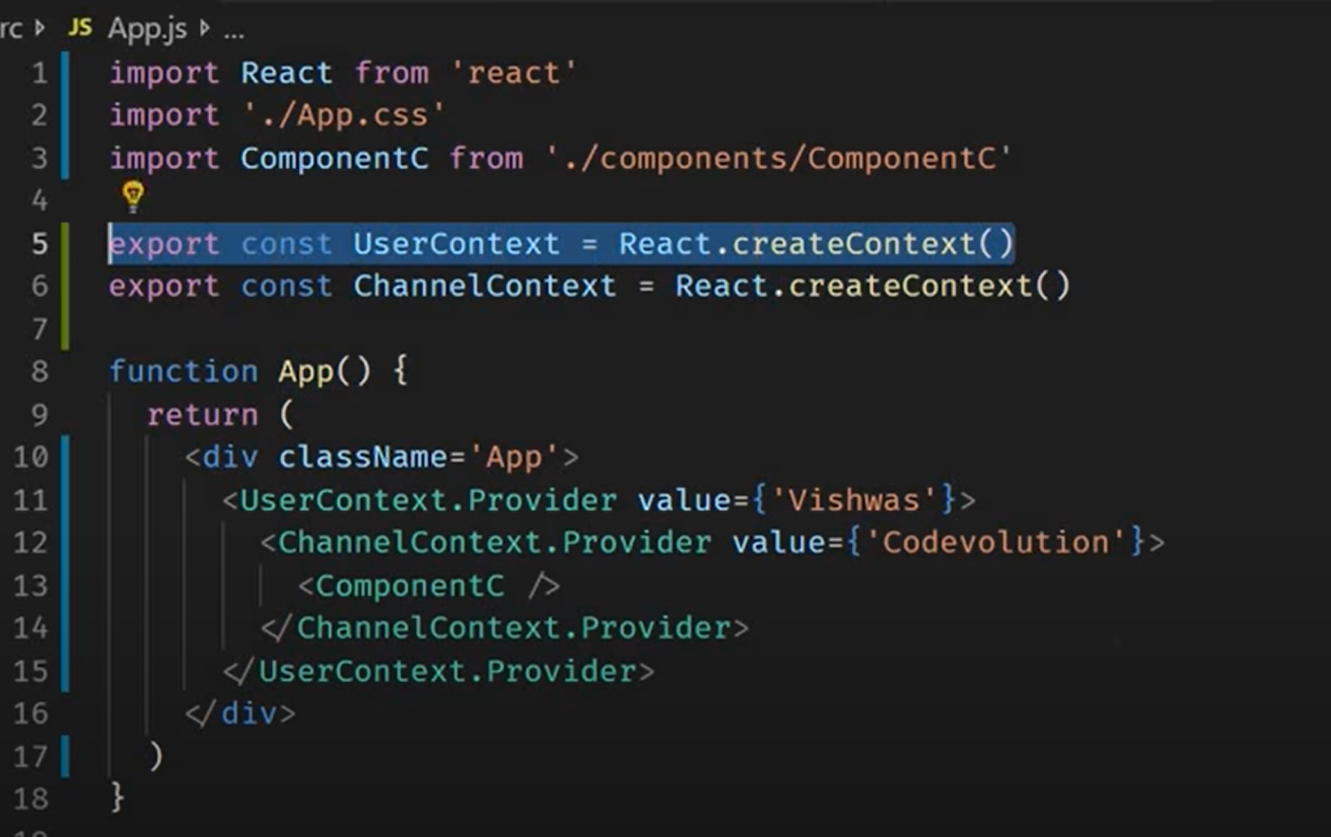 rc JS App.js ...
1 import React from 'react'
2 import './App.css'
3 import ComponentC from './components/ComponentC'
4
5 export const UserContext = React.createContext()
6 export const ChannelContext = React.createContext()
7
8 function App() {
9 return (
10 <div className='App'>
11 <UserContext.Provider value={'Vishwas'}>
12 <ChannelContext.Provider value={'Codevolution'}>
13 <ComponentC />
14 </ChannelContext.Provider>
15 </UserContext.Provider>
16 </div>
17 )
18 }